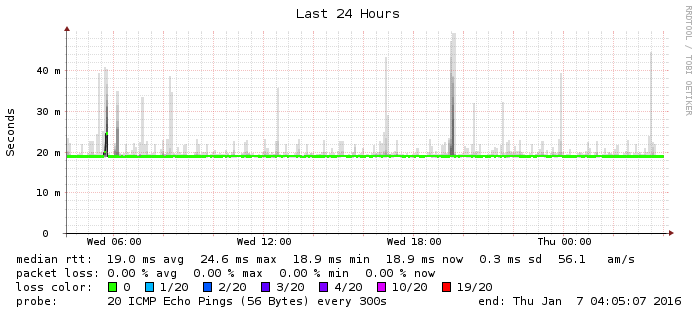 Last 24 Hours
RRDTOOL / TOBI OETIKER
Seconds
40 m
30 m
20 m
10 m
0
Wed 06:00 Wed 12:00 Wed 18:00 Thu 00:00
median rtt: 19.0 ms avg 24.6 ms max 18.9 ms min 18.9 ms now 0.3 ms sd 56.1 am/s
packet loss: 0.00 % avg 0.00 % max 0.00 % min 0.00 % now
loss color: 0 1/20 2/20 3/20 4/20 10/20 19/20
probe: 20 ICMP Echo Pings (56 Bytes) every 300s end: Thu Jan 7 04:05:07 2016